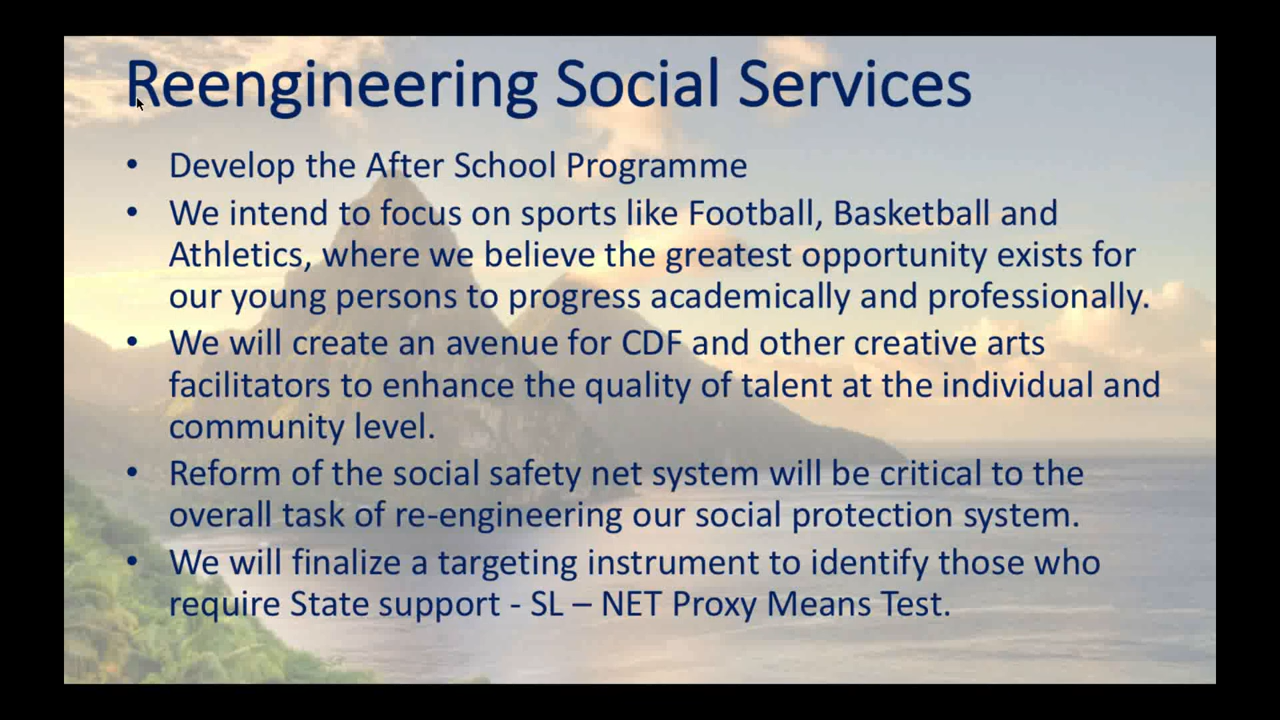 Reengineering Social Services
• Develop the After School Programme
• We intend to focus on sports like Football, Basketball and
Athletics, where we believe the greatest opportunity exists for
our young persons to progress academically and professionally.
• We will create an avenue for CDF and other creative arts
facilitators to enhance the quality of talent at the individual and
community level.
• Reform of the social safety net system will be critical to the
overall task of re-engineering our social protection system.
• We will finalize a targeting instrument to identify those who
require State support - SL – NET Proxy Means Test.